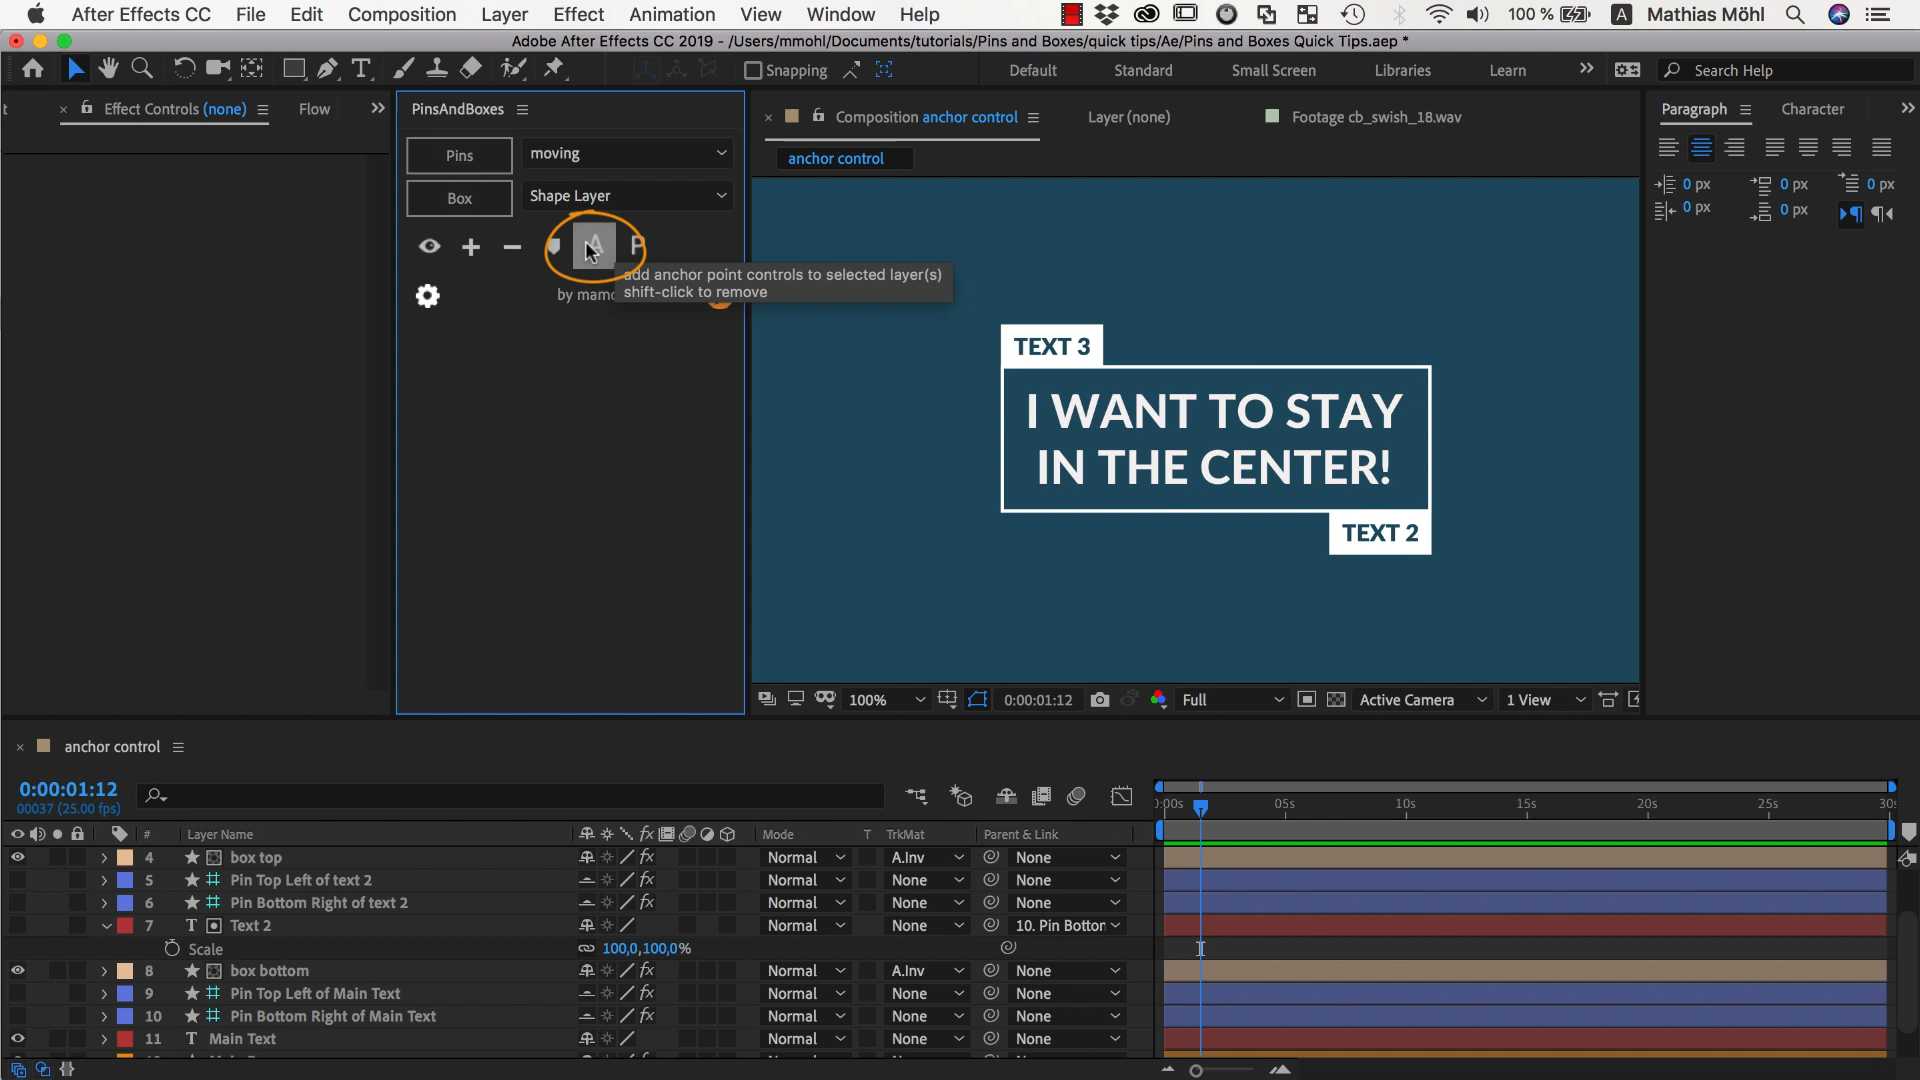 After Effects CC File Edit Composition Layer Effect Animation View Window Help 100 % A Mathias Möhl
Adobe After Effects CC 2019 - /Users/mmohl/Documents/tutorials/Pins and Boxes/quick tips/Ae/Pins and Boxes Quick Tips.aep *
T Snapping Default Standard Small Screen Libraries Learn Search Help
t Effect Controls (none) Flow PinsAndBoxes Composition anchor control Layer (none) Footage cb_swish_18.wav Paragraph Character
Pins moving
anchor control
Box Shape Layer
0 px 0 px 0 px
0 px 0 px
A P
add anchor point controls to selected layer(s)
shift-click to remove
by mamo
TEXT 3
I WANT TO STAY
IN THE CENTER!
TEXT 2
100% 0:00:01:12 Full Active Camera 1 View
anchor control
0:00:01:12
00037 (25.00 fps)
05s 10s 15s 20s 25s
# Layer Name fx Mode T TrkMat Parent & Link
4 box top fx Normal A.Inv None
5 Pin Top Left of text 2 fx Normal None None
6 Pin Bottom Right of text 2 fx Normal None None
7 T Text 2 Normal None 10. Pin Bottor
Scale 100,0,100,0%
8 box bottom fx Normal A.Inv None
9 Pin Top Left of Main Text fx Normal None None
10 Pin Bottom Right of Main Text fx Normal None None
11 T Main Text Normal None None